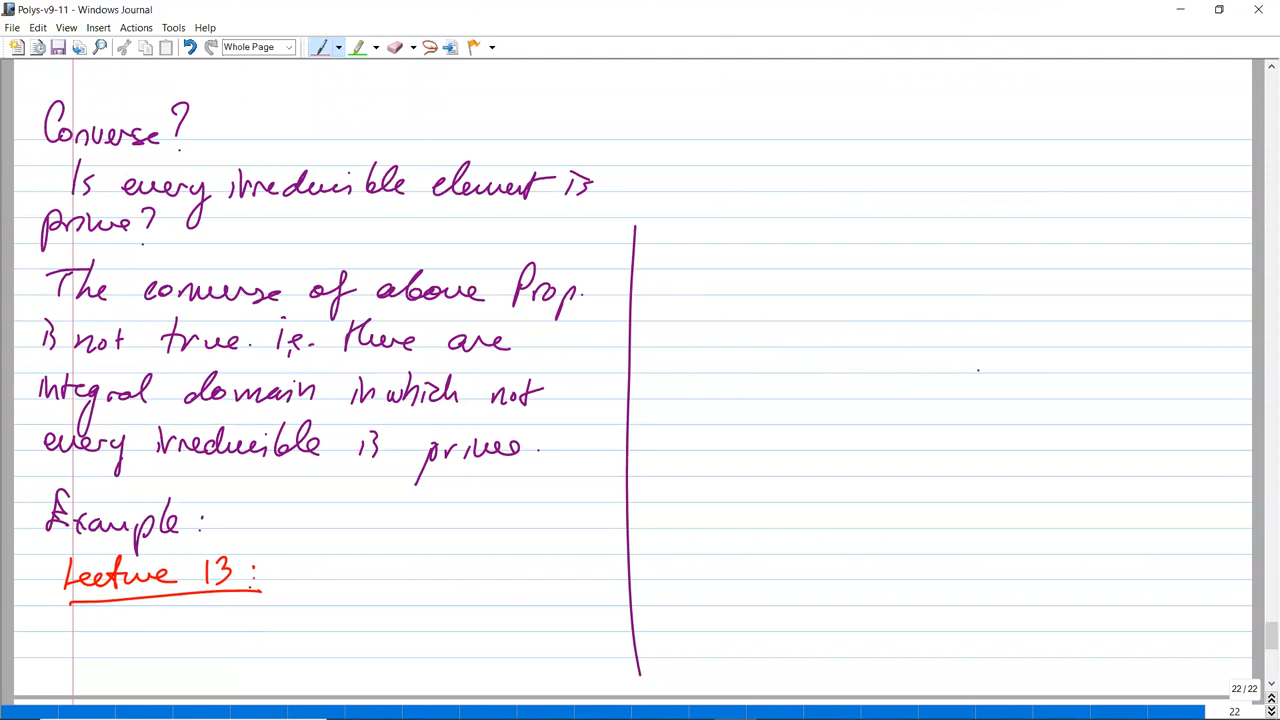 Polys-v9-11 - Windows Journal
File Edit View Insert Actions Tools Help
Whole Page
Converse?
Is every irreducible element is
prime?
The converse of above Prop.
is not true. i.e. there are
integral domain in which not
every irreducible is prime.
Example:
Lecture 13:
22 / 22
22